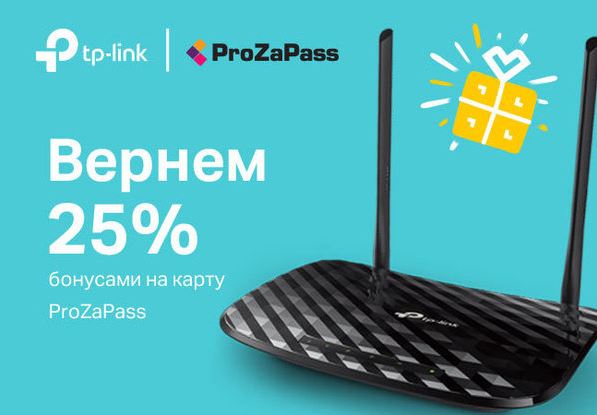 tp-link
ProZaPass
Вернем
25%
бонусами на карту
ProZaPass
tp-link